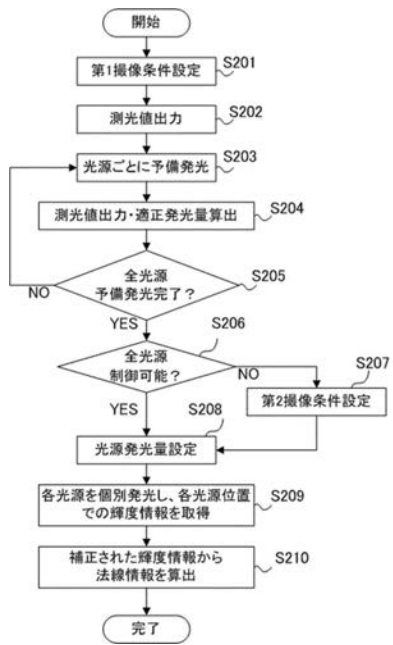 開始
S201
第1撮像条件設定
S202
測光値出力
S203
光源ごとに予備発光
S204
測光値出力・適正発光量算出
S205
全光源
予備発光完了?
NO
YES
S206
全光源
制御可能?
NO
S207
第2撮像条件設定
YES
S208
光源発光量設定
S209
各光源を個別発光し、各光源位置
での輝度情報を取得
S210
補正された輝度情報から
法線情報を算出
完了